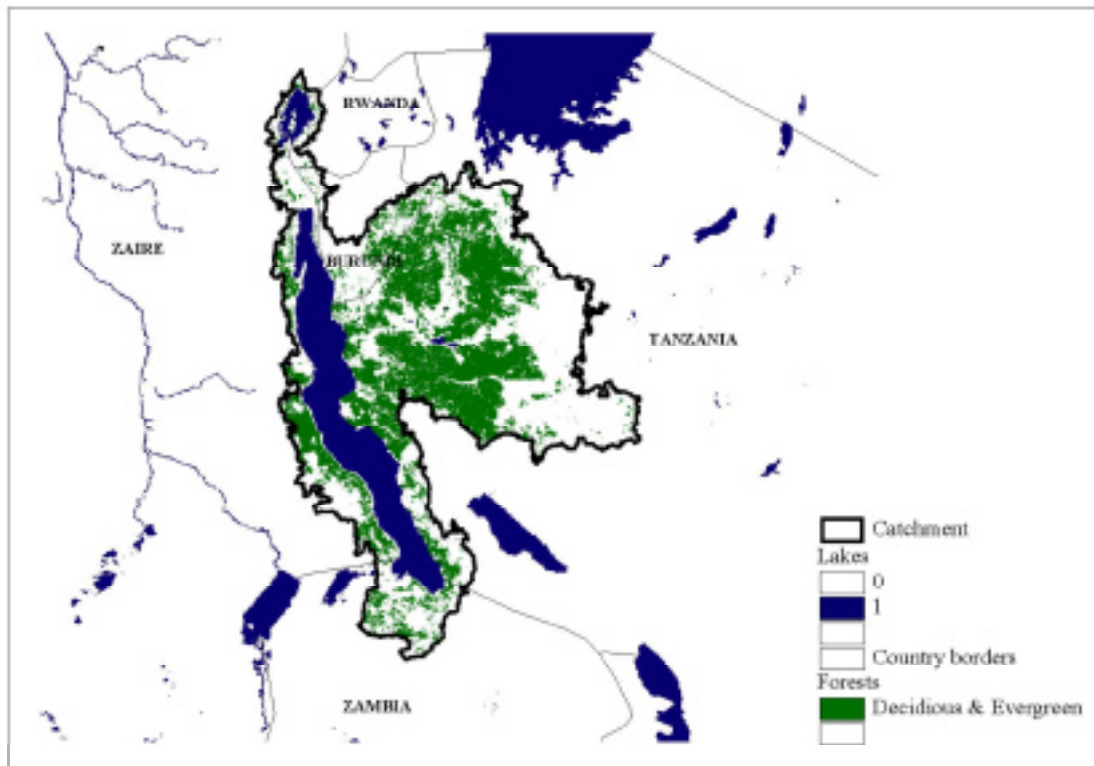 RWANDA
ZAIRE
BURUNDI
TANZANIA
ZAMBIA
Catchment
Lakes
0
1
Country borders
Forests
Decidious & Evergreen